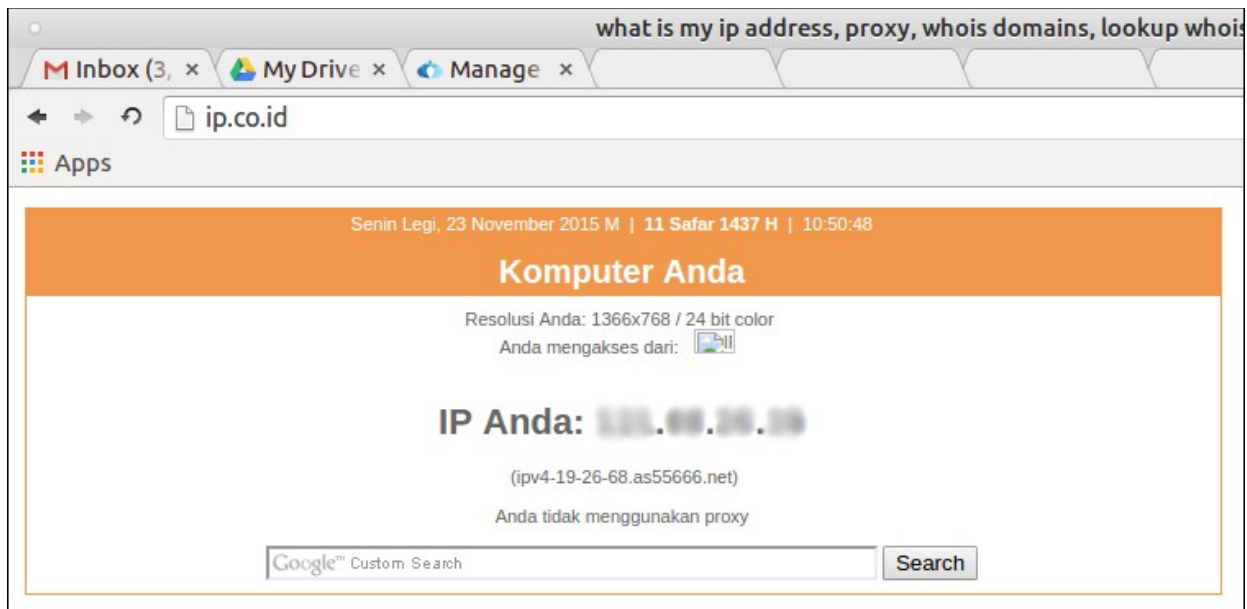 what is my ip address, proxy, whois domains, lookup whois
Inbox (3, × My Drive × Manage ×
ip.co.id
Apps
Senin Legi, 23 November 2015 M | 11 Safar 1437 H | 10:50:48
Komputer Anda
Resolusi Anda: 1366x768 / 24 bit color
Anda mengakses dari:
IP Anda:
(ipv4-19-26-68.as55666.net)
Anda tidak menggunakan proxy
Google™ Custom Search Search